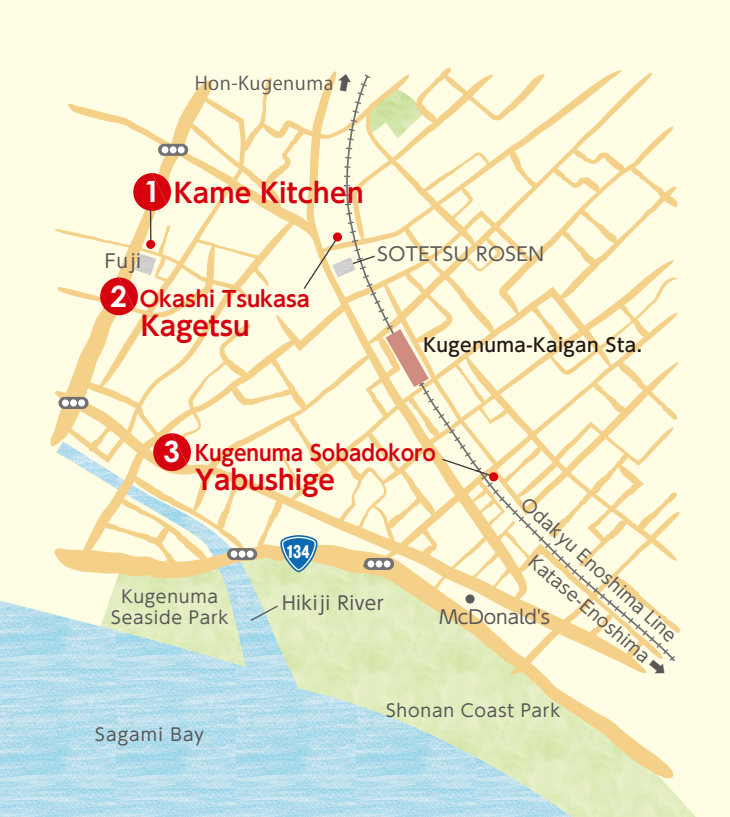 Hon-Kugenuma
1 Kame Kitchen
SOTETSU ROSEN
Fuji
2 Okashi Tsukasa
Kagetsu
Kugenuma-Kaigan Sta.
3 Kugenuma Sobadokoro
Yabushige
Odakyu Enoshima Line
Katase-Enoshima
134
Kugenuma
Seaside Park
Hikiji River
McDonald's
Shonan Coast Park
Sagami Bay